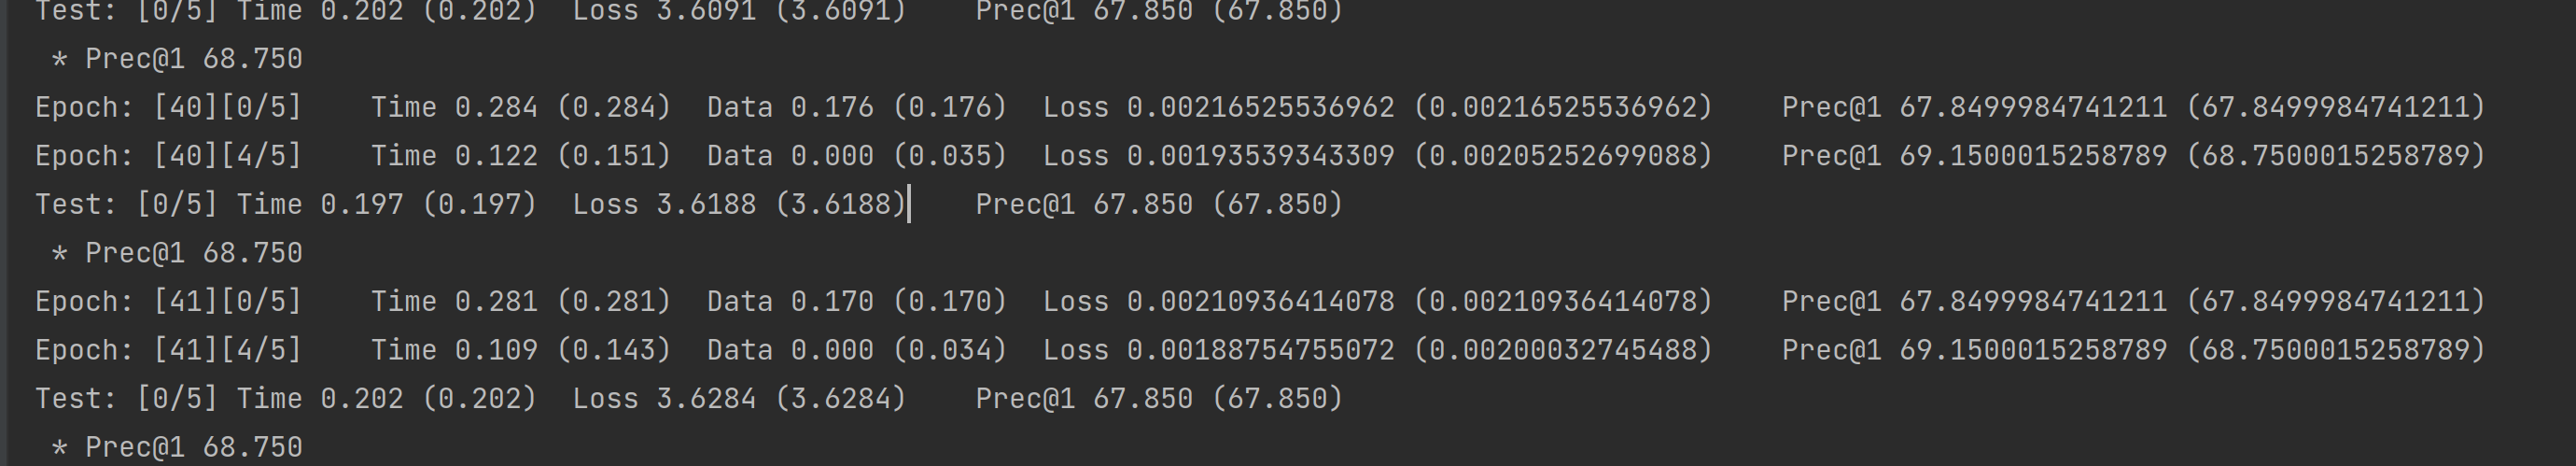 Test: [0/5] Time 0.202 (0.202)  Loss 3.6091 (3.6091)    Prec@1 67.850 (67.850)
 * Prec@1 68.750
Epoch: [40][0/5]    Time 0.284 (0.284)  Data 0.176 (0.176)  Loss 0.00216525536962 (0.00216525536962)    Prec@1 67.8499984741211 (67.8499984741211)
Epoch: [40][4/5]    Time 0.122 (0.151)  Data 0.000 (0.035)  Loss 0.00193539343309 (0.00205252699088)    Prec@1 69.1500015258789 (68.7500015258789)
Test: [0/5] Time 0.197 (0.197)  Loss 3.6188 (3.6188)    Prec@1 67.850 (67.850)
 * Prec@1 68.750
Epoch: [41][0/5]    Time 0.281 (0.281)  Data 0.170 (0.170)  Loss 0.00210936414078 (0.00210936414078)    Prec@1 67.8499984741211 (67.8499984741211)
Epoch: [41][4/5]    Time 0.109 (0.143)  Data 0.000 (0.034)  Loss 0.00188754755072 (0.00200032745488)    Prec@1 69.1500015258789 (68.7500015258789)
Test: [0/5] Time 0.202 (0.202)  Loss 3.6284 (3.6284)    Prec@1 67.850 (67.850)
 * Prec@1 68.750